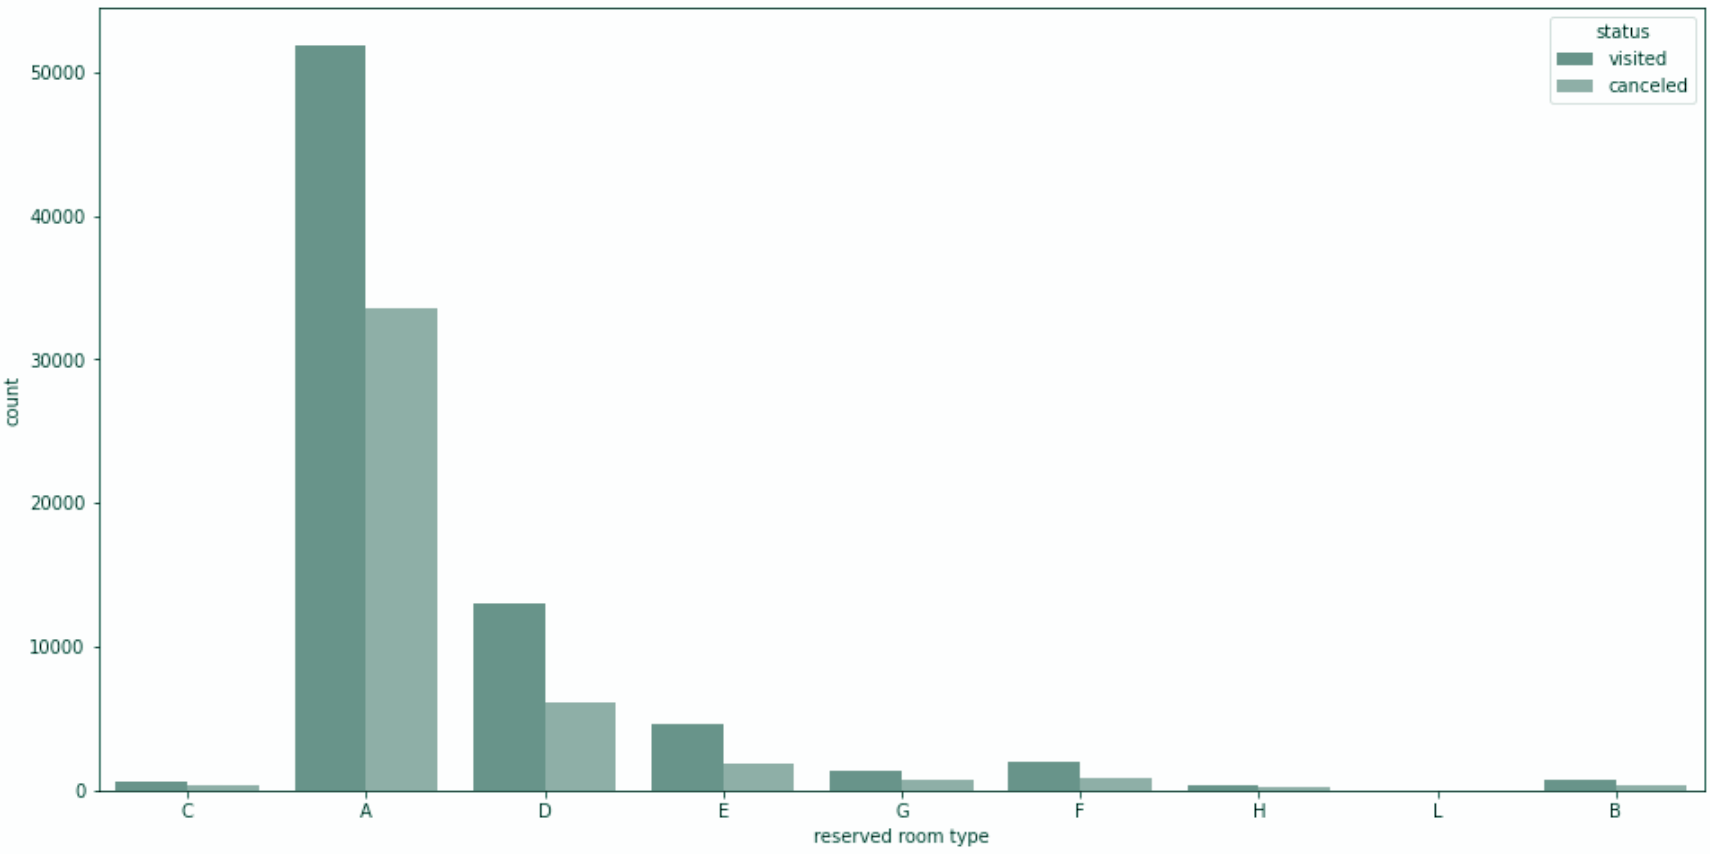 status
visited
canceled
50000
40000
30000
20000
10000
0
count
C A D E G F H L B
reserved room type